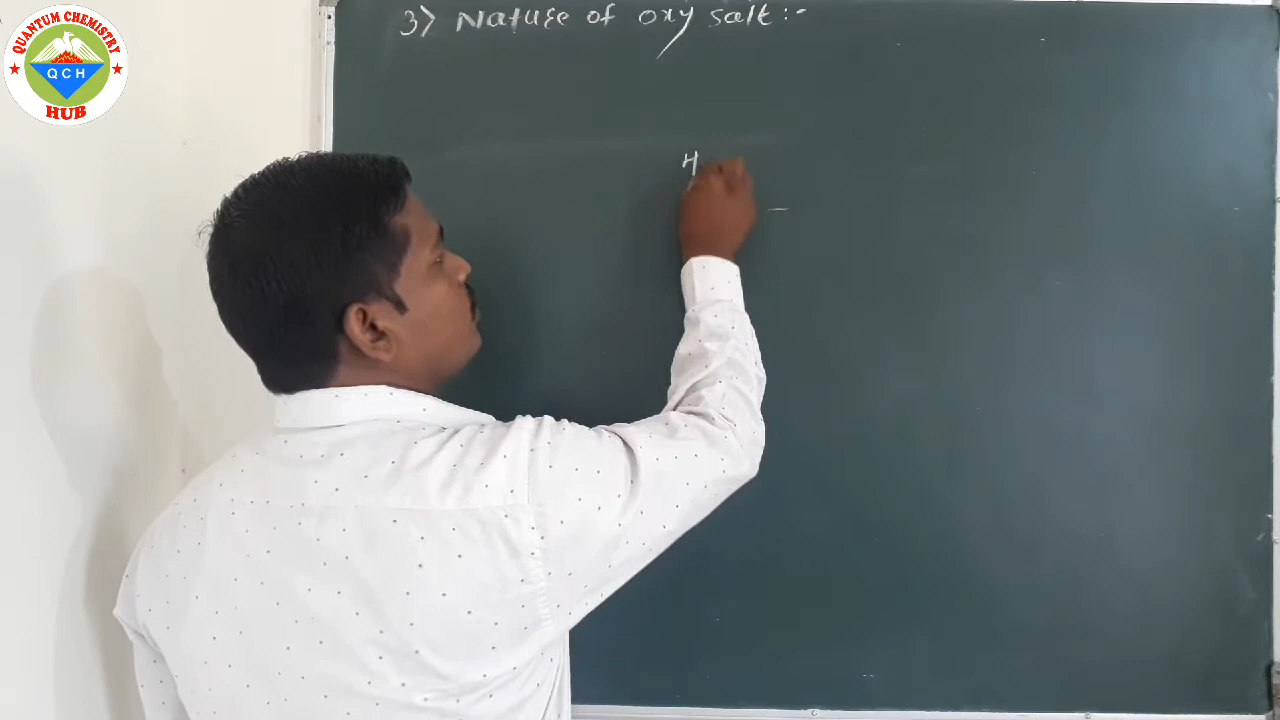 QUANTUM CHEMISTRY
QCH
HUB
3) Nature of oxy salt :-
H